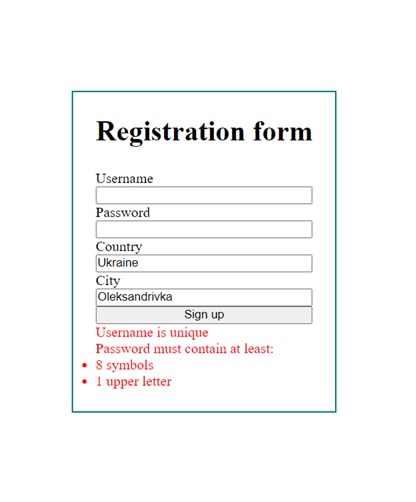 Registration form
Username
Password
Country
Ukraine
City
Oleksandrivka
Sign up
Username is unique
Password must contain at least:
8 symbols
1 upper letter